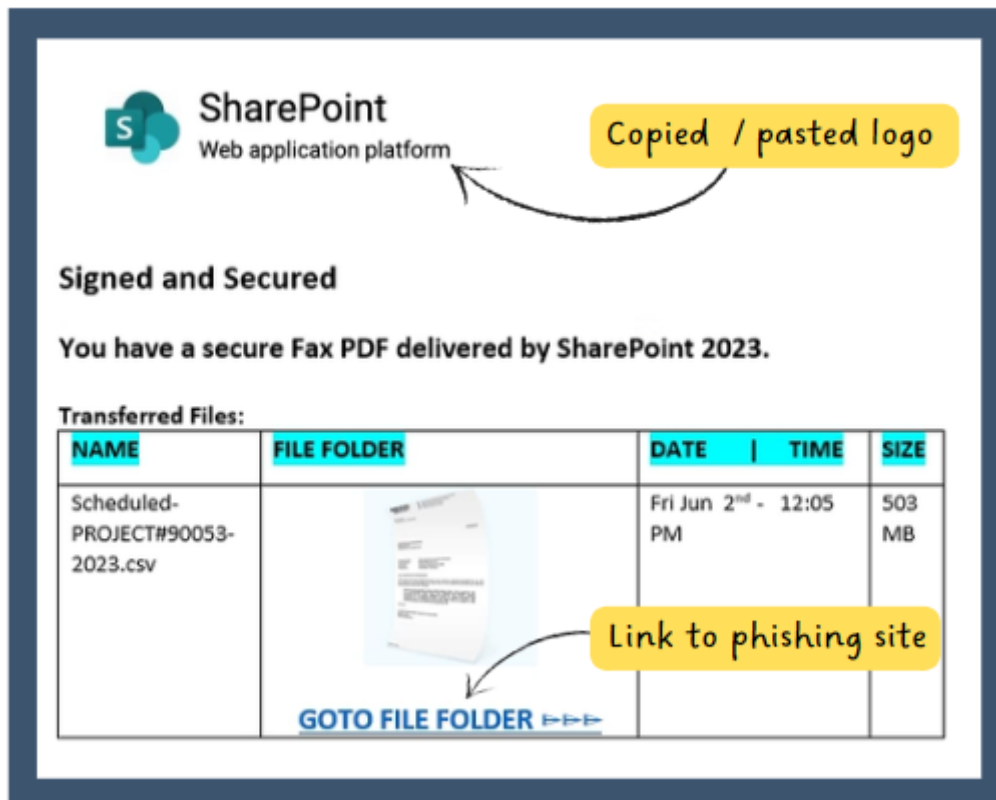 SharePoint
Web application platform
Copied / pasted logo
Signed and Secured
You have a secure Fax PDF delivered by SharePoint 2023.
Transferred Files:
NAME FILE FOLDER DATE | TIME SIZE
Scheduled-
PROJECT#90053-
2023.csv
Fri Jun 2nd - 12:05
PM
503
MB
Link to phishing site
GOTO FILE FOLDER